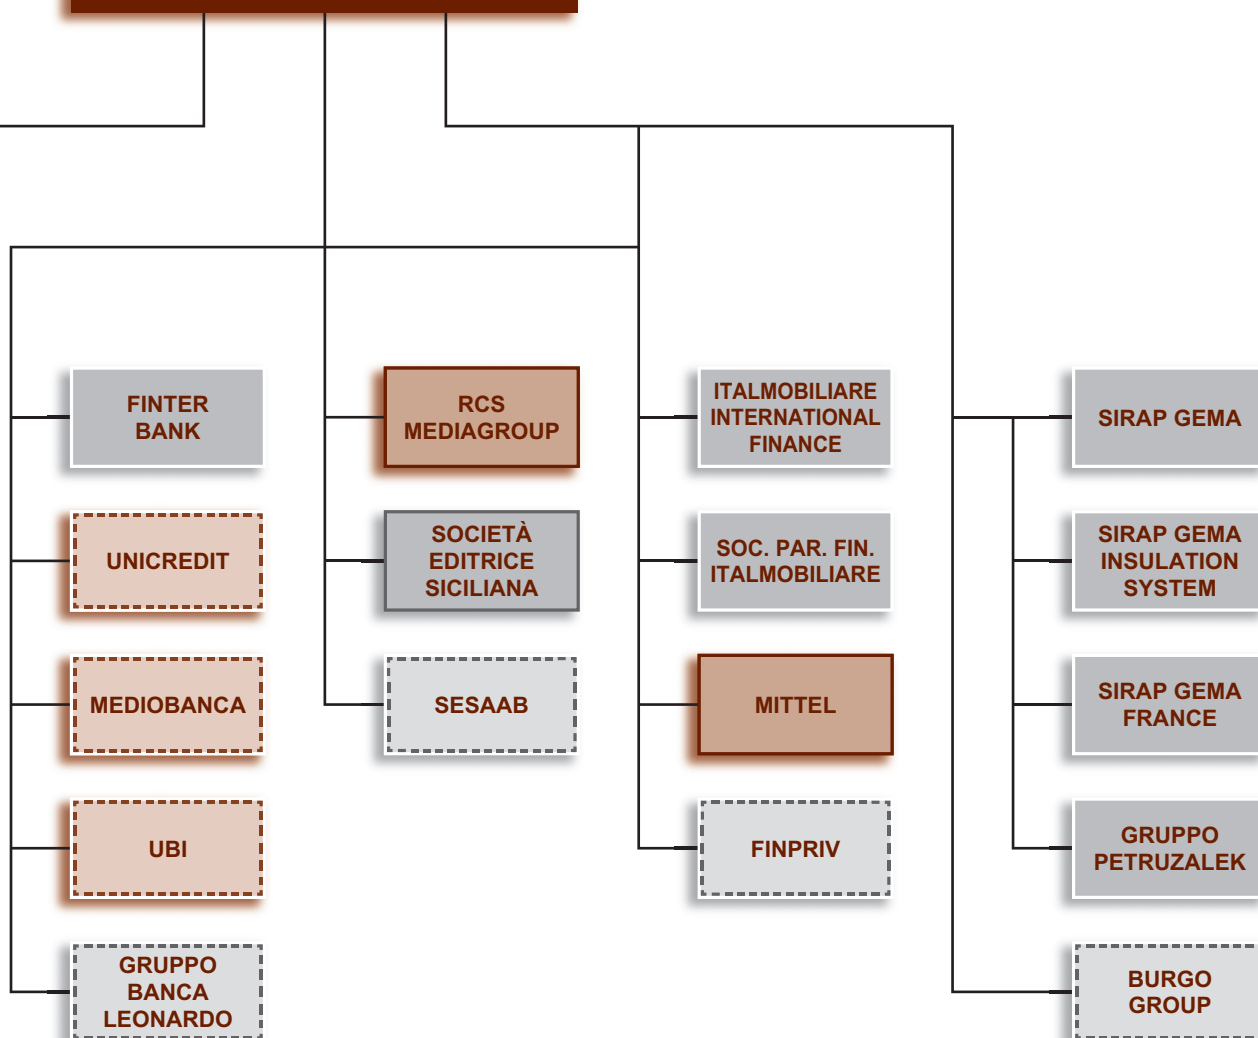 FINTER
BANK
UNICREDIT
MEDIOBANCA
UBI
GRUPPO
BANCA
LEONARDO
RCS
MEDIAGROUP
SOCIETÀ
EDITRICE
SICILIANA
SESAAB
ITALMOBILIARE
INTERNATIONAL
FINANCE
SOC. PAR. FIN.
ITALMOBILIARE
MITTEL
FINPRIV
SIRAP GEMA
SIRAP GEMA
INSULATION
SYSTEM
SIRAP GEMA
FRANCE
GRUPPO
PETRUZALEK
BURGO
GROUP